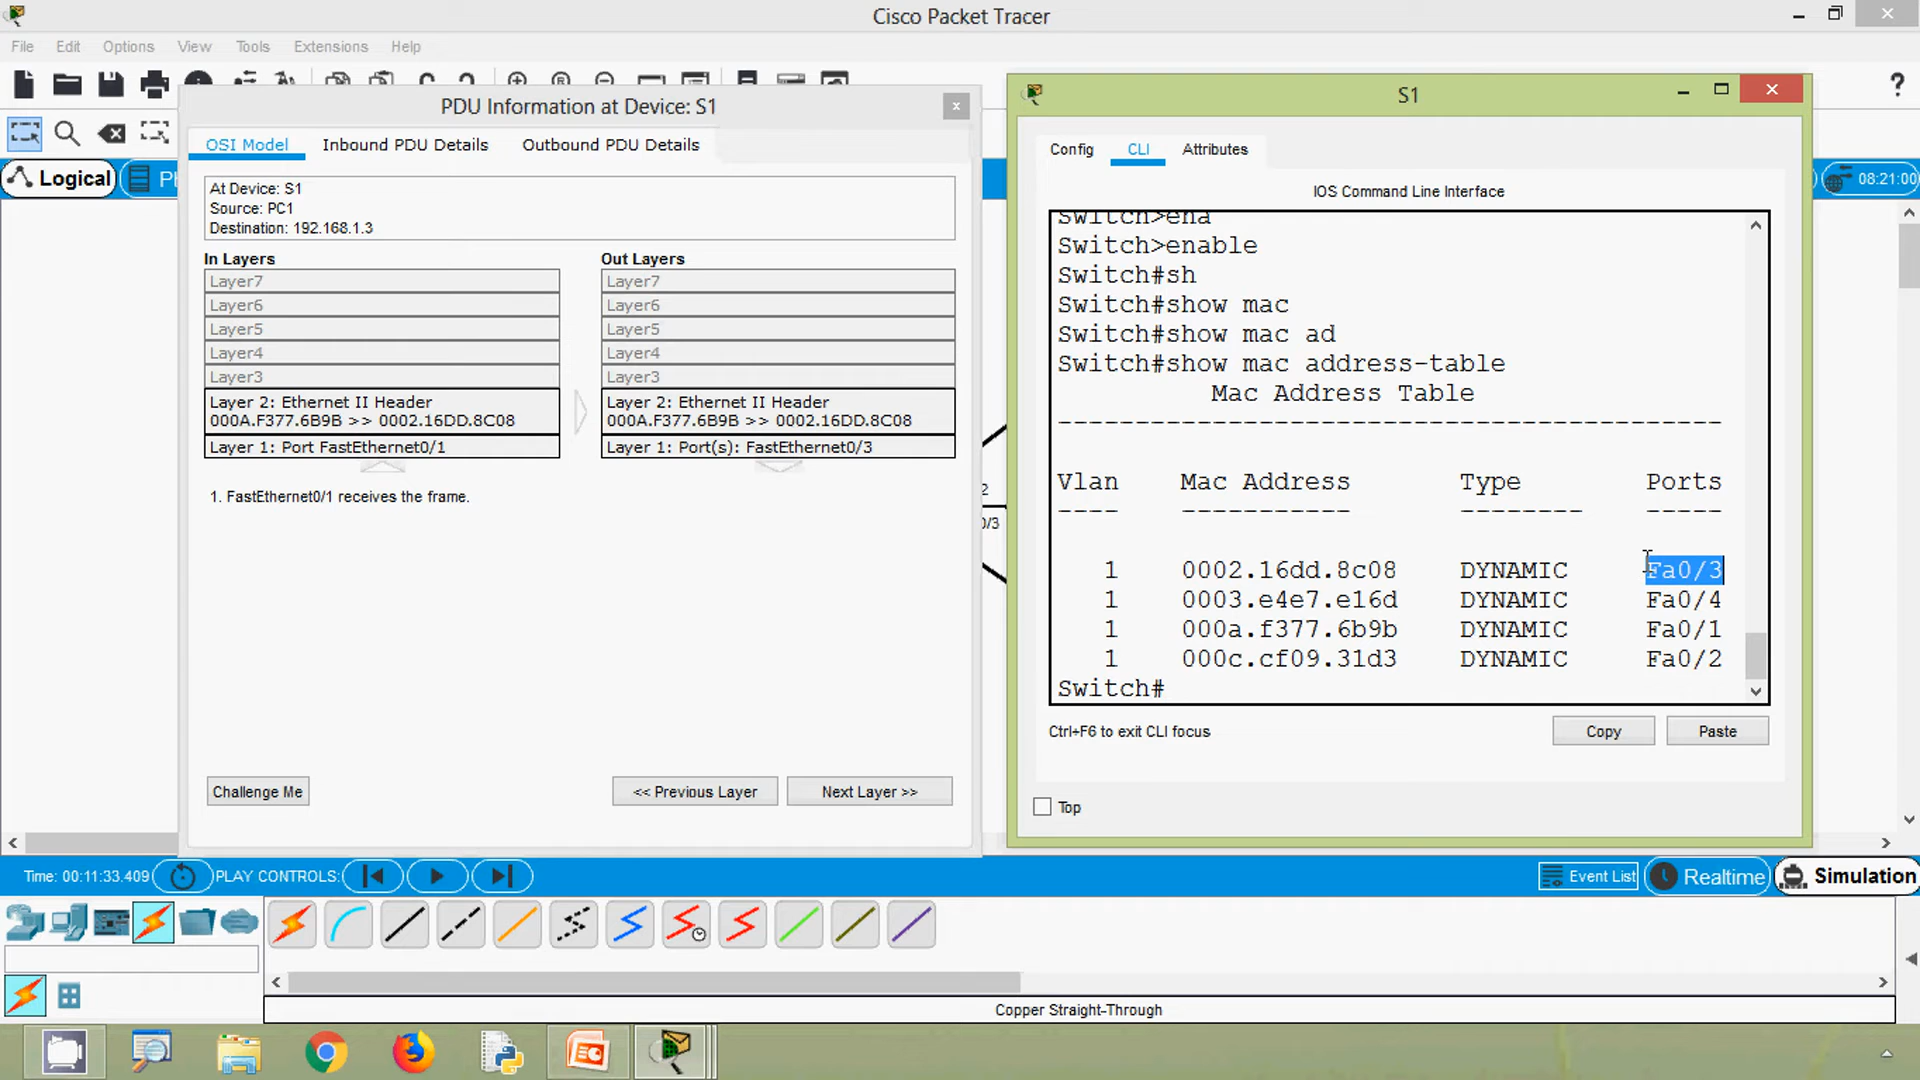 Cisco Packet Tracer
File Edit Options View Tools Extensions Help
PDU Information at Device: S1
OSI Model Inbound PDU Details Outbound PDU Details
At Device: S1
Source: PC1
Destination: 192.168.1.3
In Layers Out Layers
Layer7 Layer7
Layer6 Layer6
Layer5 Layer5
Layer4 Layer4
Layer3 Layer3
Layer 2: Ethernet II Header Layer 2: Ethernet II Header
000A.F377.6B9B >> 0002.16DD.8C08 000A.F377.6B9B >> 0002.16DD.8C08
Layer 1: Port FastEthernet0/1 Layer 1: Port(s): FastEthernet0/3
1. FastEthernet0/1 receives the frame.
Challenge Me << Previous Layer Next Layer >>
Logical
08:21:00
2
0/3
S1
Config CLI Attributes
IOS Command Line Interface
Switch>ena
Switch>enable
Switch#sh
Switch#show mac
Switch#show mac ad
Switch#show mac address-table
Mac Address Table
-------------------------------------------
Vlan Mac Address Type Ports
---- ----------- -------- -----
1 0002.16dd.8c08 DYNAMIC Fa0/3
1 0003.e4e7.e16d DYNAMIC Fa0/4
1 000a.f377.6b9b DYNAMIC Fa0/1
1 000c.cf09.31d3 DYNAMIC Fa0/2
Switch#
Ctrl+F6 to exit CLI focus Copy Paste
Top
Time: 00:11:33.409 PLAY CONTROLS: Event List Realtime Simulation
Copper Straight-Through